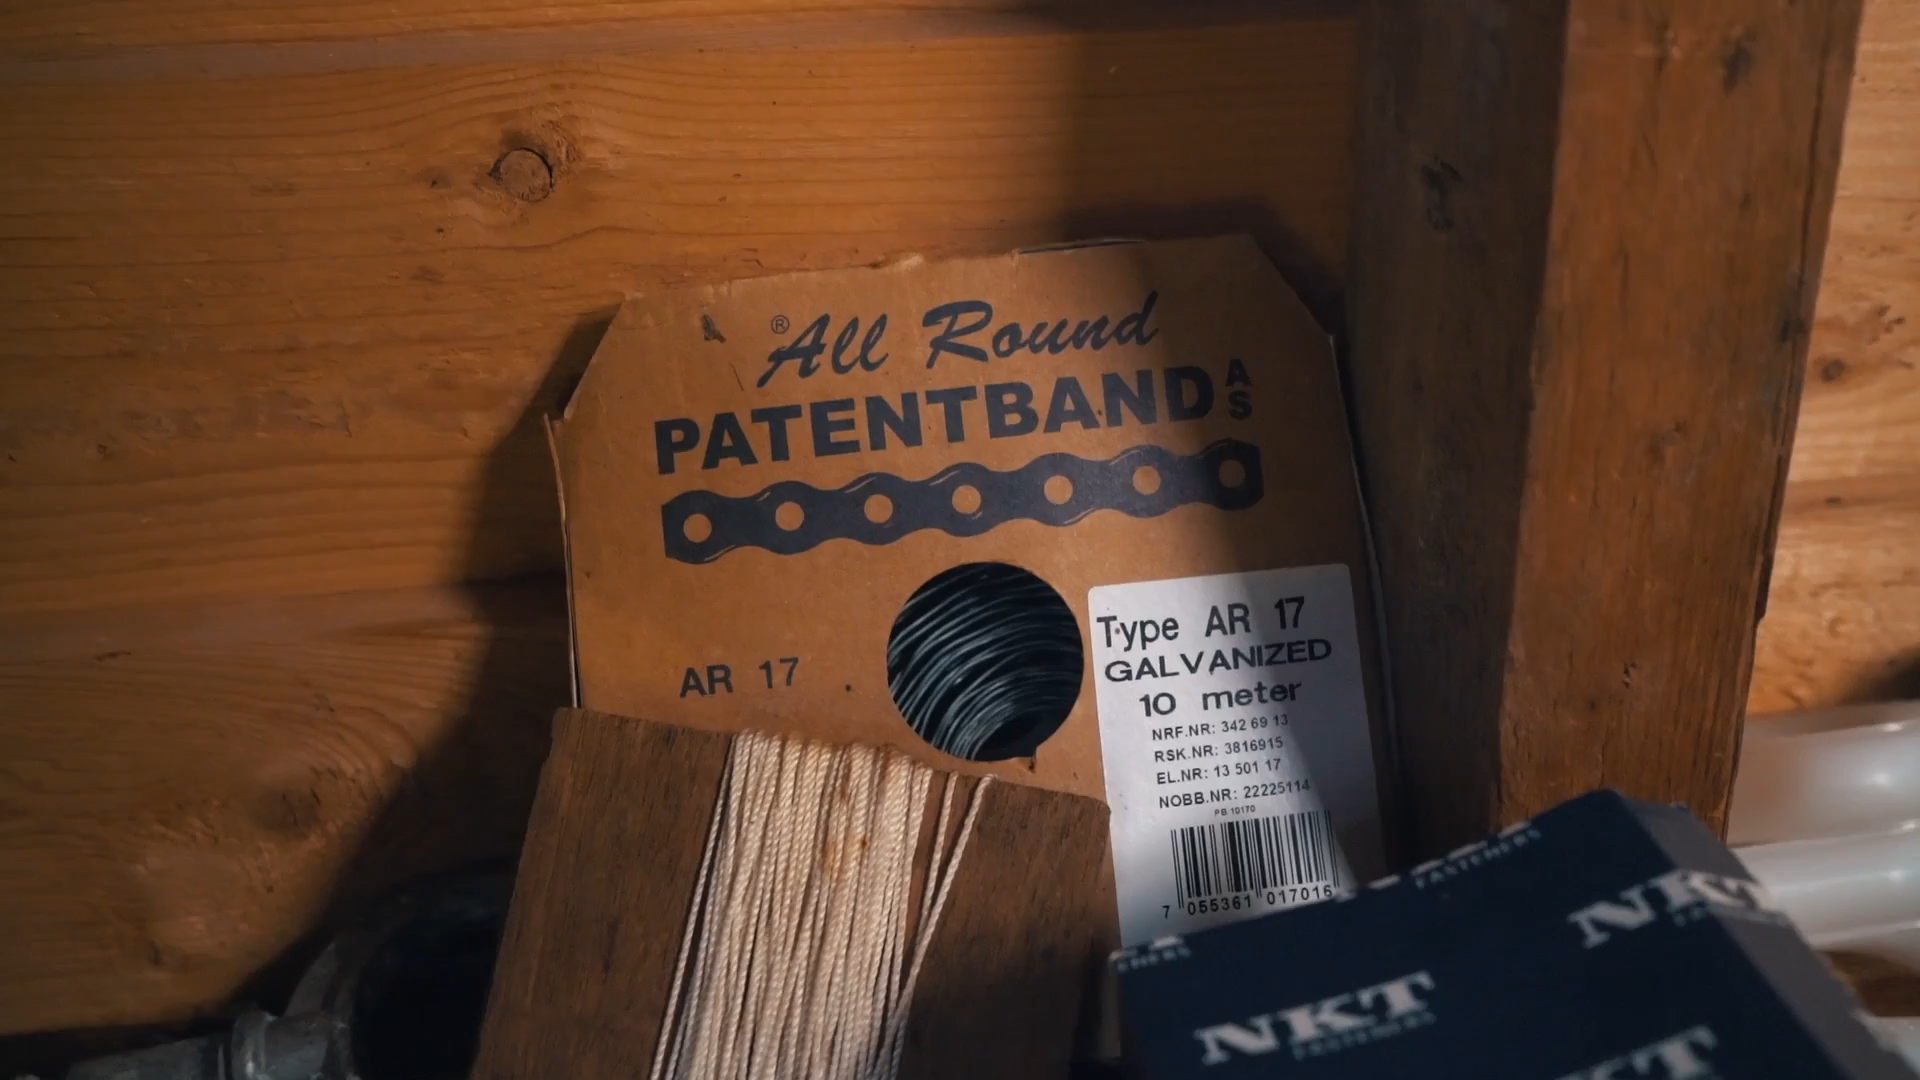 ® All Round
PATENTBAND AS
AR 17
Type AR 17
GALVANIZED
10 meter
NRF.NR: 342 69 13
RSK.NR: 3816915
EL.NR: 13 501 17
NOBB.NR: 22225114
PB 10170
7 055361 017016
FASTENERS
NKT
NKT
FASTENERS